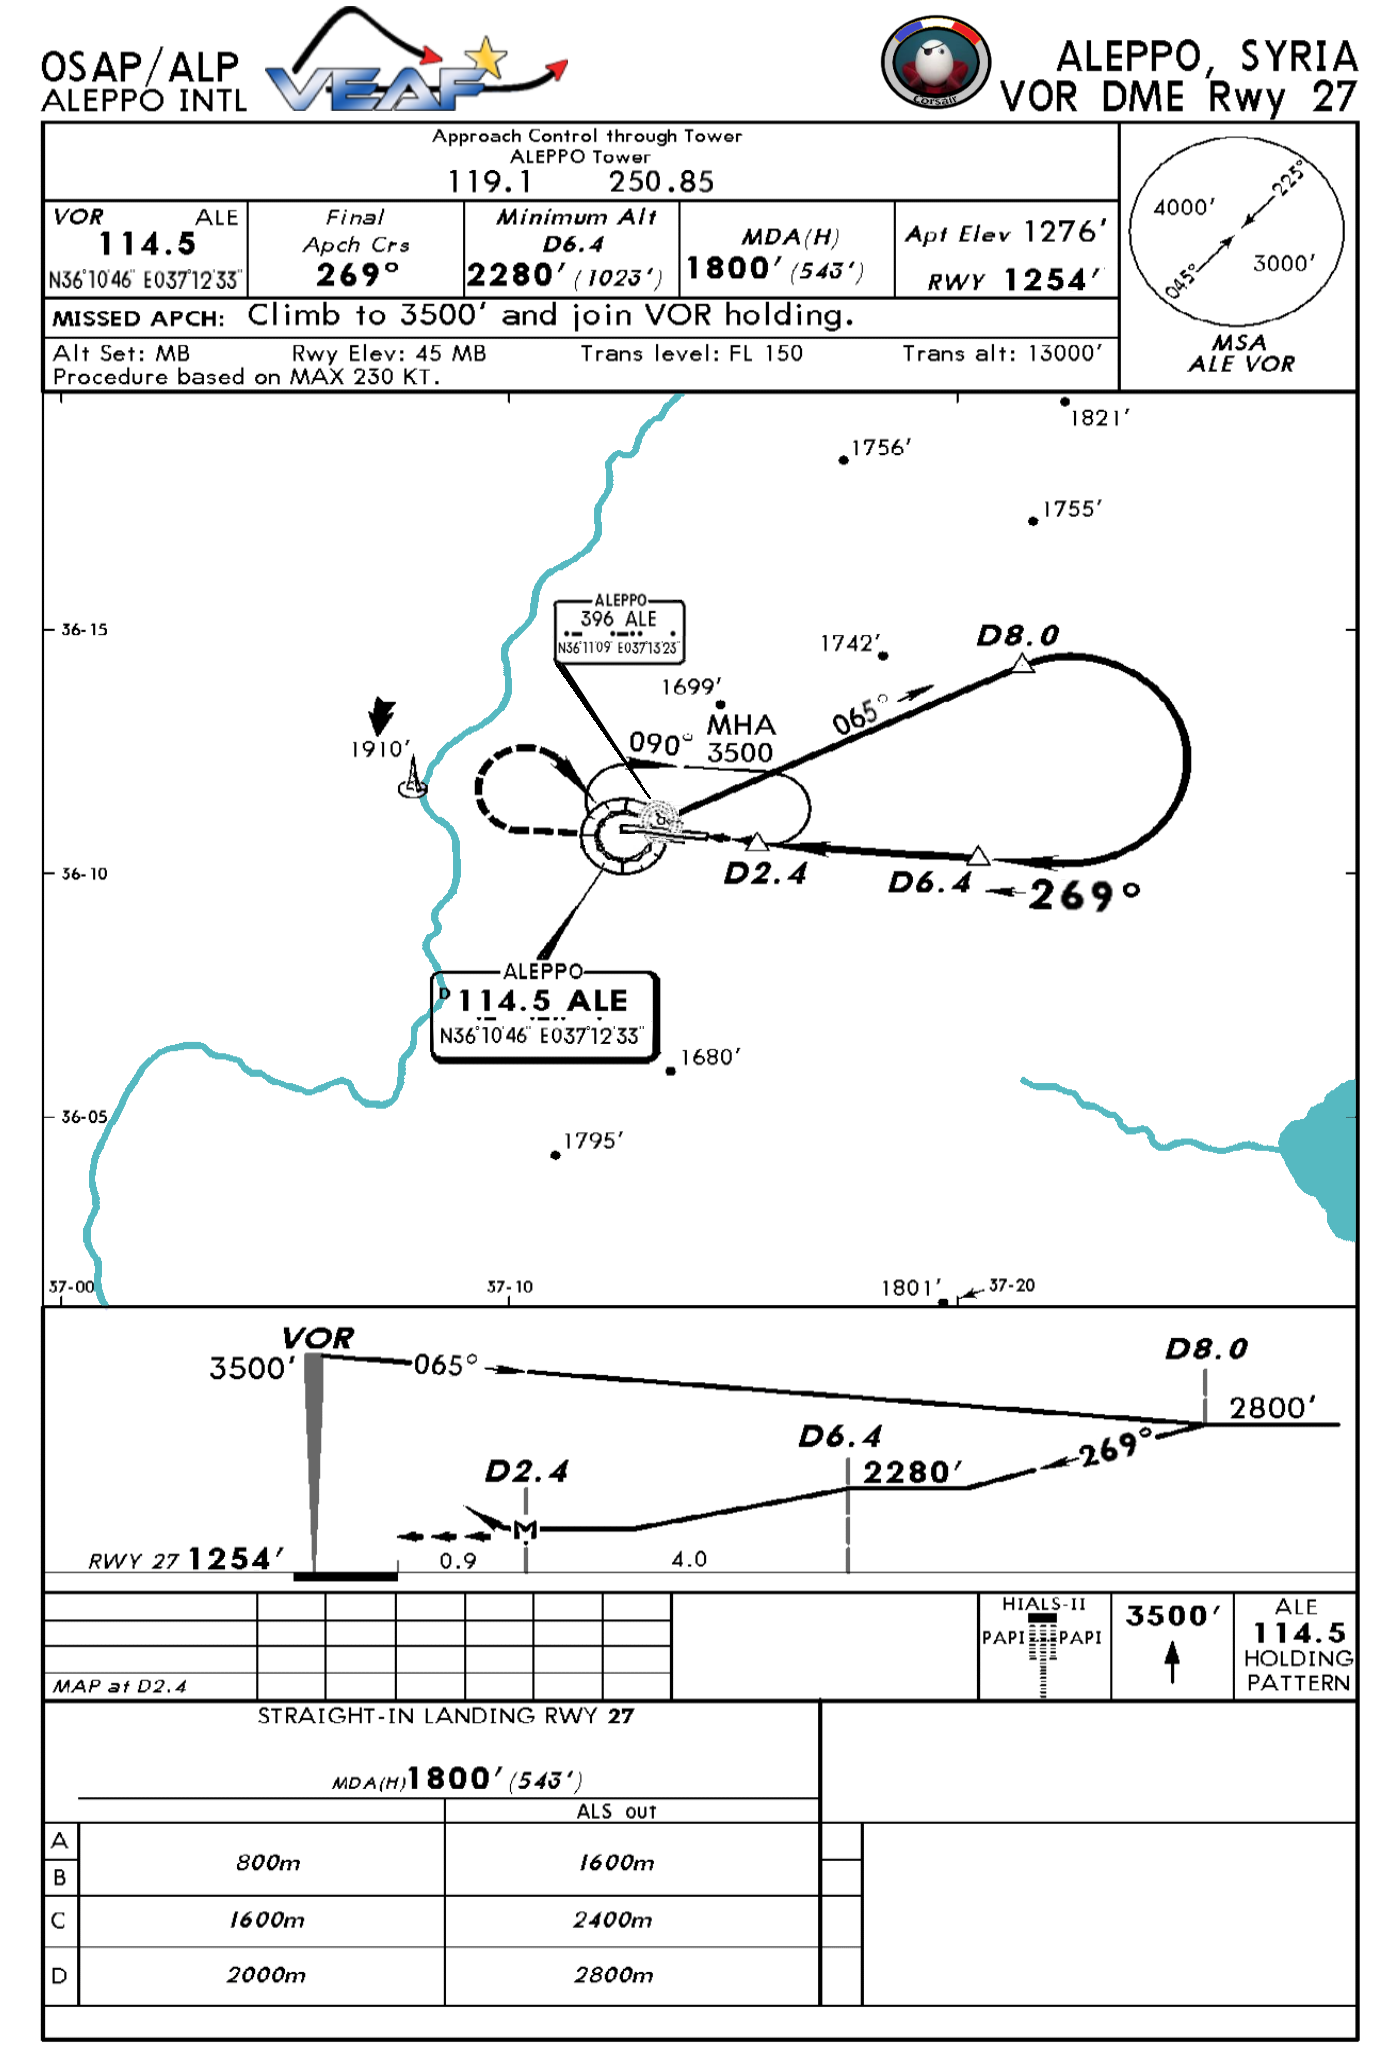 OSAP/ALP
ALEPPO INTL
VEAF
Corsair
ALEPPO, SYRIA
VOR DME Rwy 27
Approach Control through Tower
ALEPPO Tower
119.1 250.85
VOR ALE
114.5
N36°10'46" E037°12'33"
Final
Apch Crs
269°
Minimum Alt
D6.4
2280' (1023')
MDA(H)
1800' (543')
Apt Elev 1276'
RWY 1254'
4000'
225°
045°
3000'
MSA
ALE VOR
MISSED APCH: Climb to 3500' and join VOR holding.
Alt Set: MB Rwy Elev: 45 MB Trans level: FL 150 Trans alt: 13000'
Procedure based on MAX 230 KT.
1821'
1756'
1755'
36-15
ALEPPO
396 ALE
N36°11'09" E037°13'23"
1742'
D8.0
1699'
065°
MHA
3500
090°
1910'
D2.4
D6.4
269°
36-10
ALEPPO
D 114.5 ALE
N36°10'46" E037°12'33"
1680'
36-05
1795'
37-00
37-10
1801'
37-20
VOR
3500'
065°
D8.0
2800'
D6.4
269°
2280'
D2.4
M
RWY 27 1254'
0.9
4.0
MAP at D2.4
HIALS-II
PAPI PAPI
3500'
ALE
114.5
HOLDING
PATTERN
STRAIGHT-IN LANDING RWY 27
MDA(H) 1800' (543')
ALS out
A
B
800m 1600m
C 1600m 2400m
D 2000m 2800m